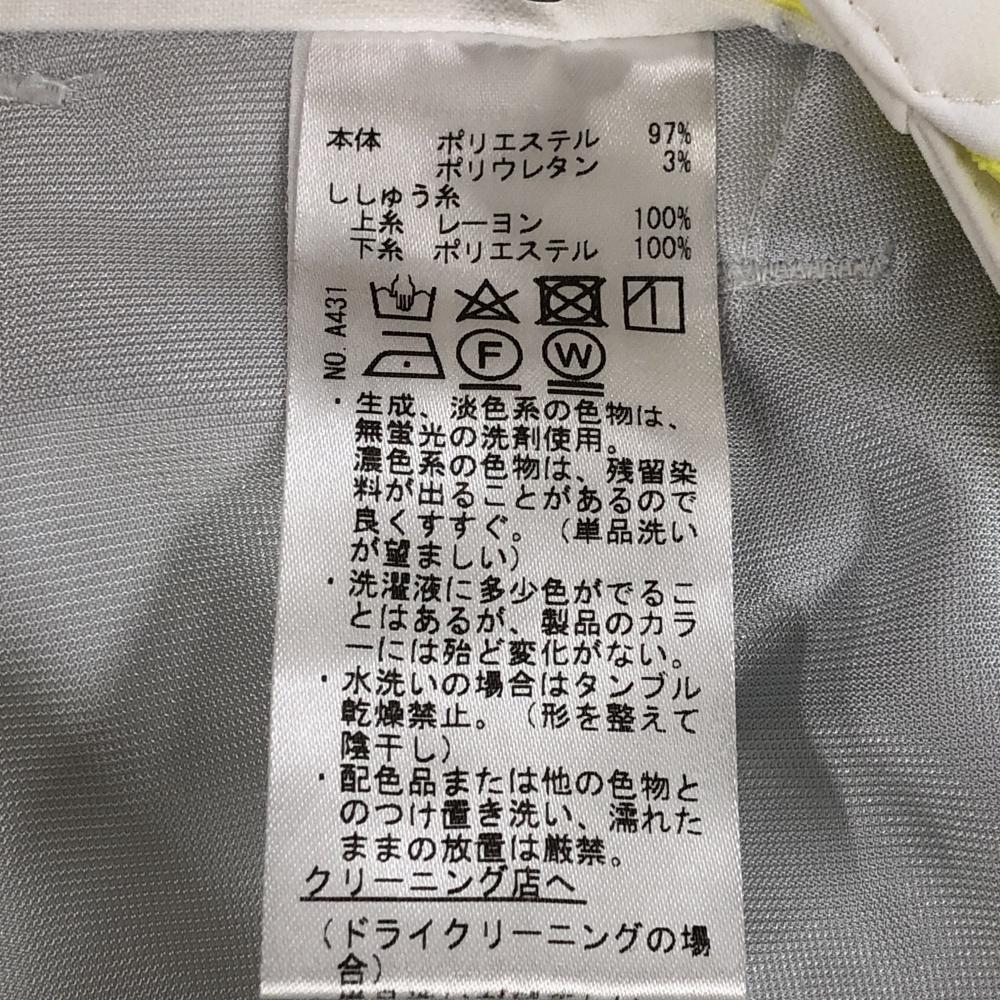 本体 ポリエステル 97%
ポリウレタン 3%
ししゅう糸
上糸 レーヨン 100%
下糸 ポリエステル 100%
NO. A431
F W
・生成、淡色系の色物は、
無蛍光の洗剤使用。
濃色系の色物は、残留染
料が出ることがあるので
良くすすぐ。(単品洗い
が望ましい)
・洗濯液に多少色がでるこ
とはあるが、製品のカラ
ーには殆ど変化がない。
・水洗いの場合はタンブル
乾燥禁止。(形を整えて
陰干し)
・配色品または他の色物と
のつけ置き洗い、濡れた
ままの放置は厳禁。
クリーニング店へ
(ドライクリーニングの場
合)